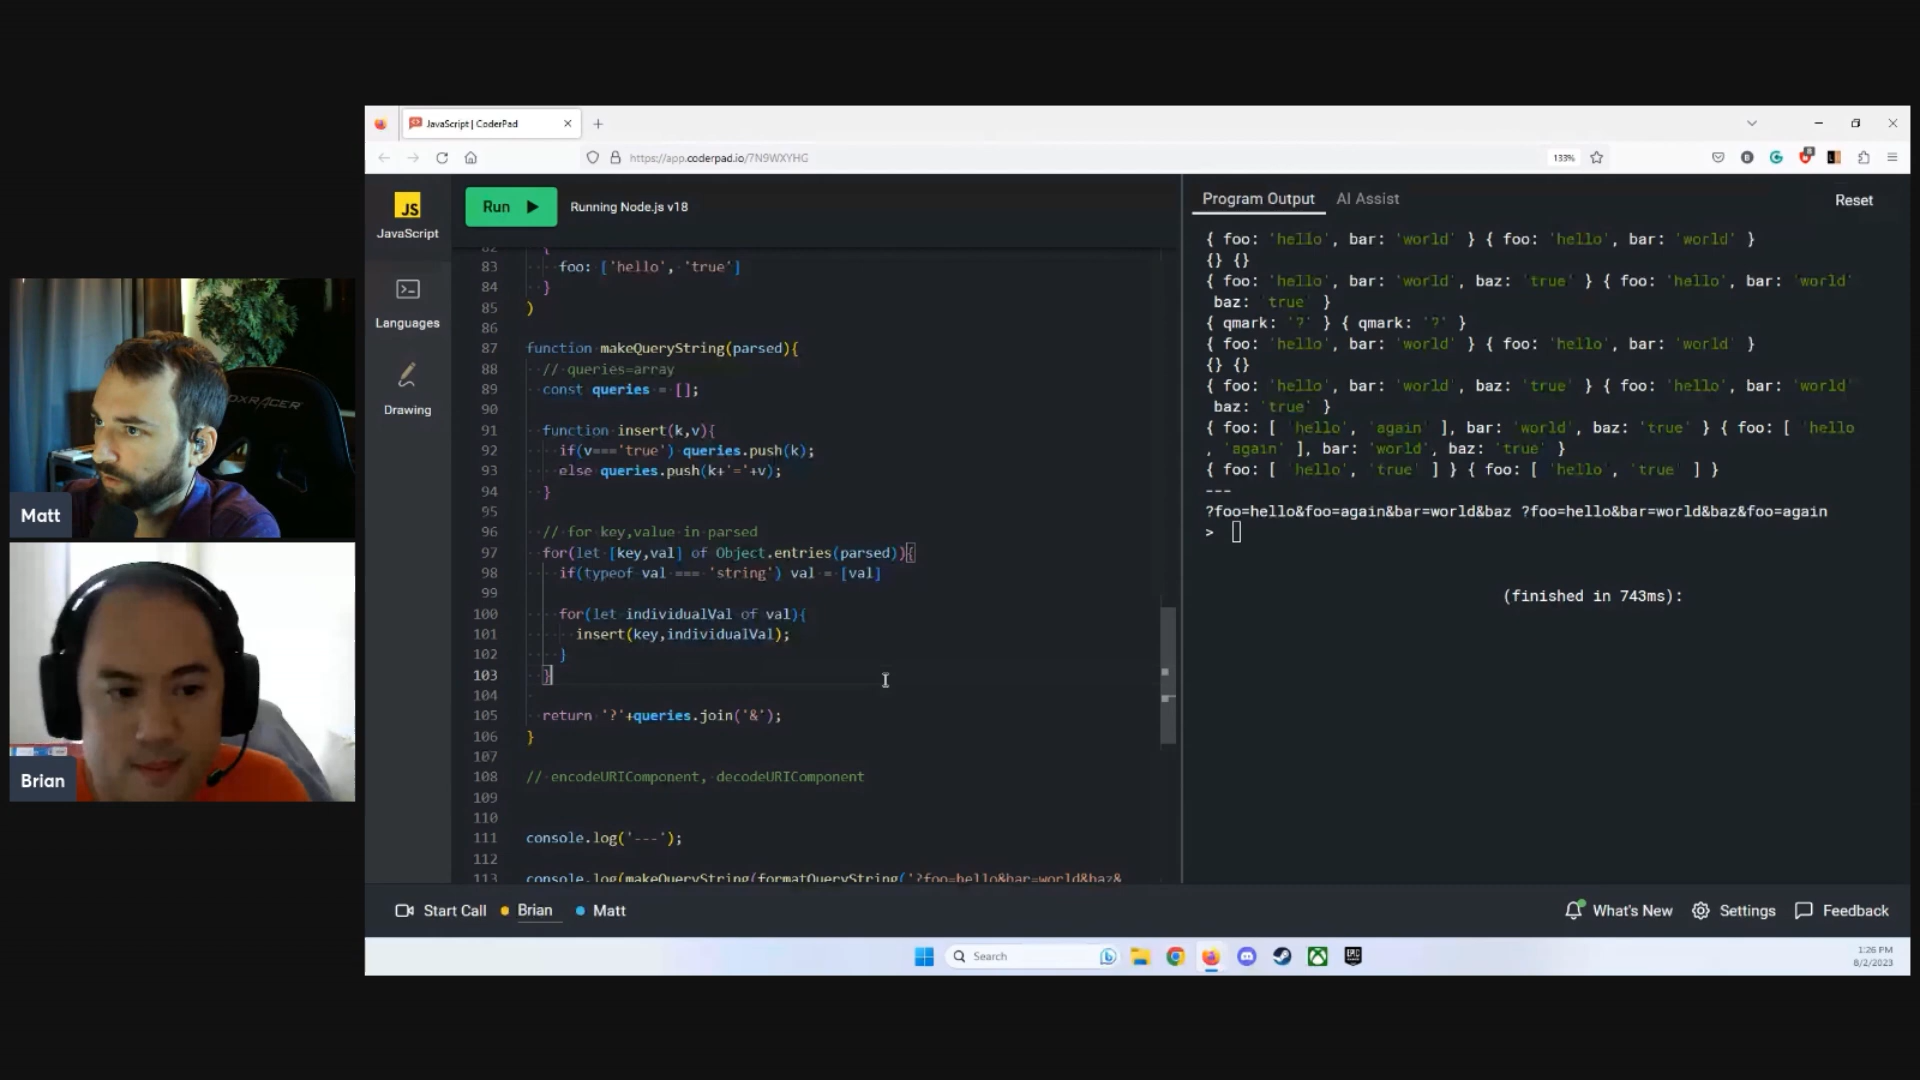 JavaScript | CoderPad
https://app.coderpad.io/7N9WXYHG
133%
JS
JavaScript
Languages
Drawing
Run
Running Node.js v18
82 {
83 foo: ['hello', 'true']
84 }
85 )
86
87 function makeQueryString(parsed){
88 // queries=array
89 const queries = [];
90
91 function insert(k,v){
92 if(v==='true') queries.push(k);
93 else queries.push(k+'='+v);
94 }
95
96 // for key,value in parsed
97 for(let [key,val] of Object.entries(parsed)){
98 if(typeof val === 'string') val = [val]
99
100 for(let individualVal of val){
101 insert(key,individualVal);
102 }
103 }
104
105 return '?'+queries.join('&');
106 }
107
108 // encodeURIComponent, decodeURIComponent
109
110
111 console.log('---');
112
113 console.log(makeQueryString(formatQueryString('?foo=hello&bar=world&baz&
Program Output
AI Assist
Reset
{ foo: 'hello', bar: 'world' } { foo: 'hello', bar: 'world' }
{} {}
{ foo: 'hello', bar: 'world', baz: 'true' } { foo: 'hello', bar: 'world'
baz: 'true' }
{ qmark: '?' } { qmark: '?' }
{ foo: 'hello', bar: 'world' } { foo: 'hello', bar: 'world' }
{} {}
{ foo: 'hello', bar: 'world', baz: 'true' } { foo: 'hello', bar: 'world'
baz: 'true' }
{ foo: [ 'hello', 'again' ], bar: 'world', baz: 'true' } { foo: [ 'hello
, 'again' ], bar: 'world', baz: 'true' }
{ foo: [ 'hello', 'true' ] } { foo: [ 'hello', 'true' ] }
---
?foo=hello&foo=again&bar=world&baz ?foo=hello&bar=world&baz&foo=again
>
(finished in 743ms):
DXRACER
Matt
Brian
Start Call
Brian
Matt
What's New
Settings
Feedback
Search
EPIC
1:26 PM
8/2/2023